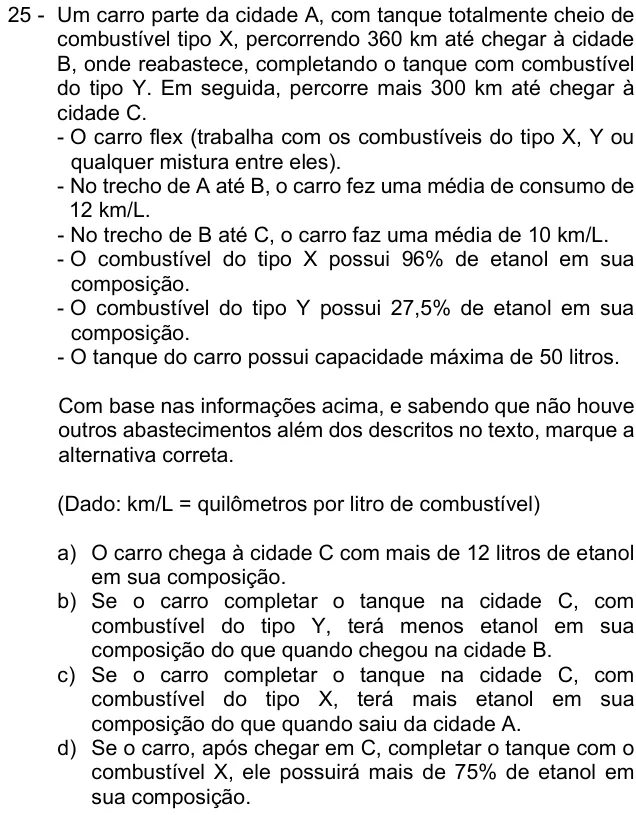 25 - Um carro parte da cidade A, com tanque totalmente cheio de
combustível tipo X, percorrendo 360 km até chegar à cidade
B, onde reabastece, completando o tanque com combustível
do tipo Y. Em seguida, percorre mais 300 km até chegar à
cidade C.
- O carro flex (trabalha com os combustíveis do tipo X, Y ou
qualquer mistura entre eles).
- No trecho de A até B, o carro fez uma média de consumo de
12 km/L.
- No trecho de B até C, o carro faz uma média de 10 km/L.
- O combustível do tipo X possui 96% de etanol em sua
composição.
- O combustível do tipo Y possui 27,5% de etanol em sua
composição.
- O tanque do carro possui capacidade máxima de 50 litros.
Com base nas informações acima, e sabendo que não houve
outros abastecimentos além dos descritos no texto, marque a
alternativa correta.
(Dado: km/L = quilômetros por litro de combustível)
a) O carro chega à cidade C com mais de 12 litros de etanol
em sua composição.
b) Se o carro completar o tanque na cidade C, com
combustível do tipo Y, terá menos etanol em sua
composição do que quando chegou na cidade B.
c) Se o carro completar o tanque na cidade C, com
combustível do tipo X, terá mais etanol em sua
composição do que quando saiu da cidade A.
d) Se o carro, após chegar em C, completar o tanque com o
combustível X, ele possuirá mais de 75% de etanol em
sua composição.